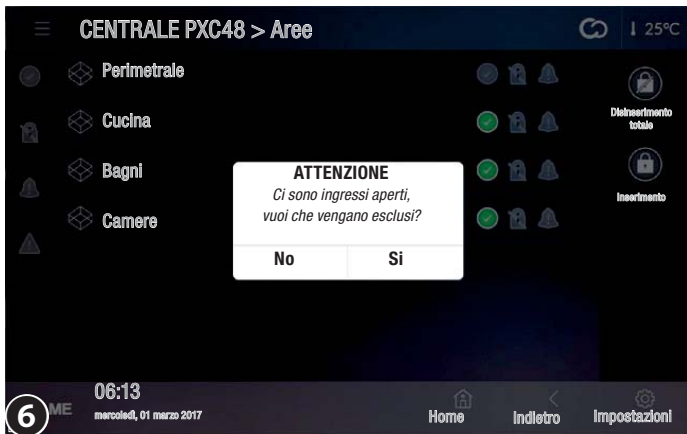 CENTRALE PXC48 > Aree
25°C
Perimetrale
Cucina
Bagni
Camere
Disinserimento
totale
Inserimento
ATTENZIONE
Ci sono ingressi aperti,
vuoi che vengano esclusi?
No Si
06:13
mercoledì, 01 marzo 2017
Home Indietro Impostazioni
6 ME